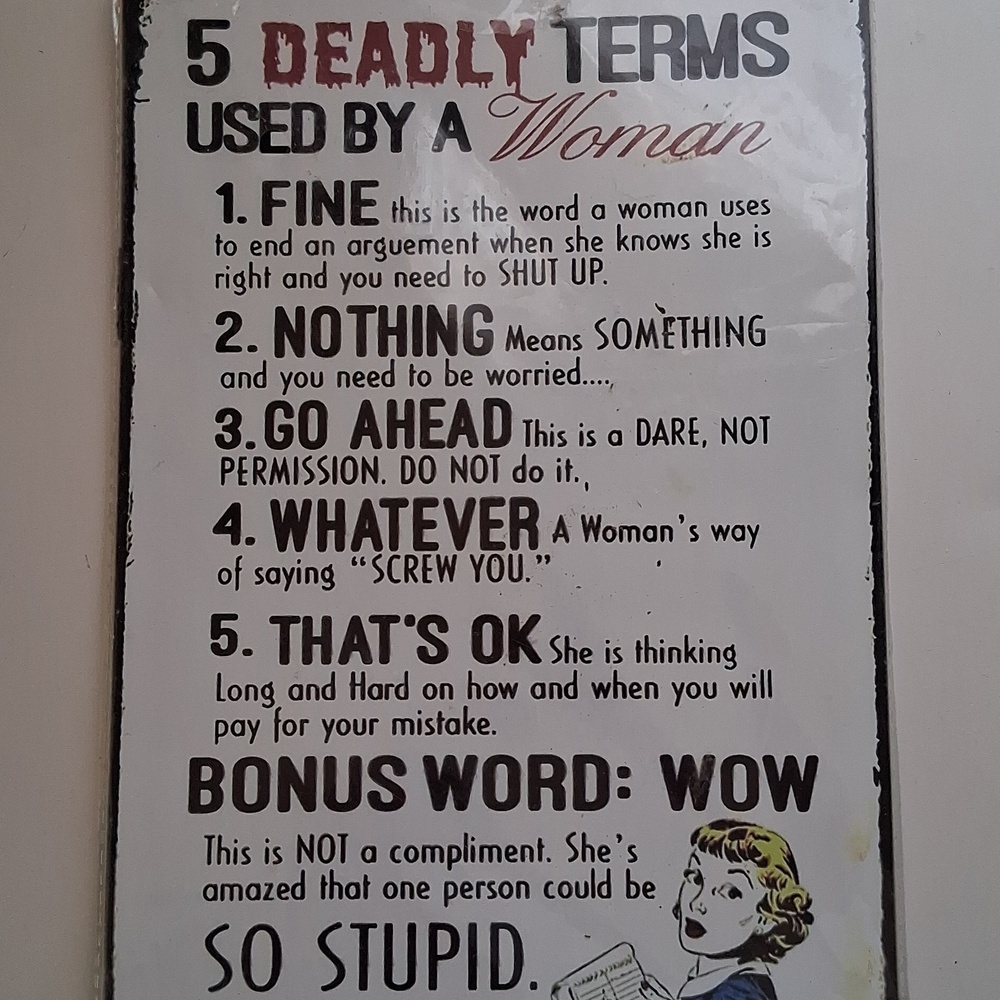 5 DEADLY TERMS
USED BY A Woman
1. FINE this is the word a woman uses
to end an arguement when she knows she is
right and you need to SHUT UP.
2. NOTHING Means SOMETHING
and you need to be worried....,
3. GO AHEAD This is a DARE, NOT
PERMISSION. DO NOT do it.,
4. WHATEVER A Woman's way
of saying “SCREW YOU.”
5. THAT'S OK She is thinking
Long and Hard on how and when you will
pay for your mistake.
BONUS WORD: WOW
This is NOT a compliment. She's
amazed that one person could be
SO STUPID.